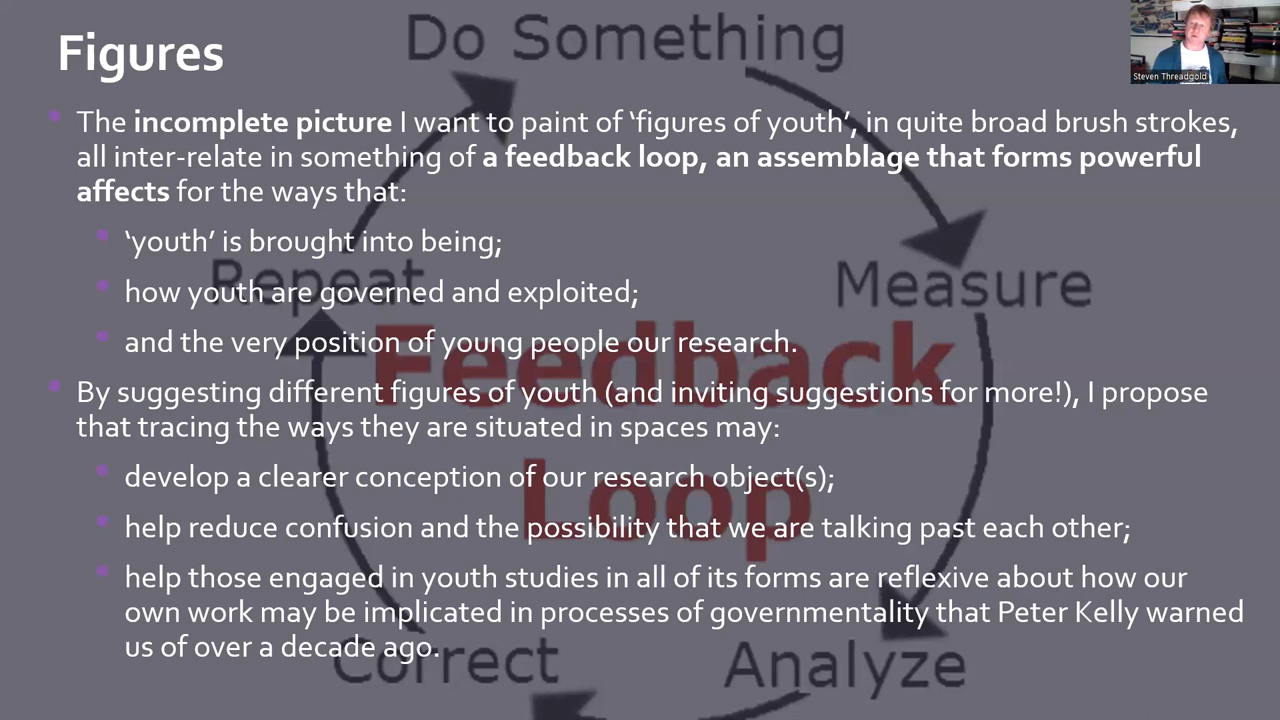 Do Something
Figures
Steven Threadgold
The incomplete picture I want to paint of ‘figures of youth’, in quite broad brush strokes,
all inter-relate in something of a feedback loop, an assemblage that forms powerful
affects for the ways that:
‘youth’ is brought into being;
Repeat
Measure
how youth are governed and exploited;
and the very position of young people our research.
Feedback
By suggesting different figures of youth (and inviting suggestions for more!), I propose
that tracing the ways they are situated in spaces may:
develop a clearer conception of our research object(s);
Loop
help reduce confusion and the possibility that we are talking past each other;
help those engaged in youth studies in all of its forms are reflexive about how our
own work may be implicated in processes of governmentality that Peter Kelly warned
us of over a decade ago.
Correct
Analyze